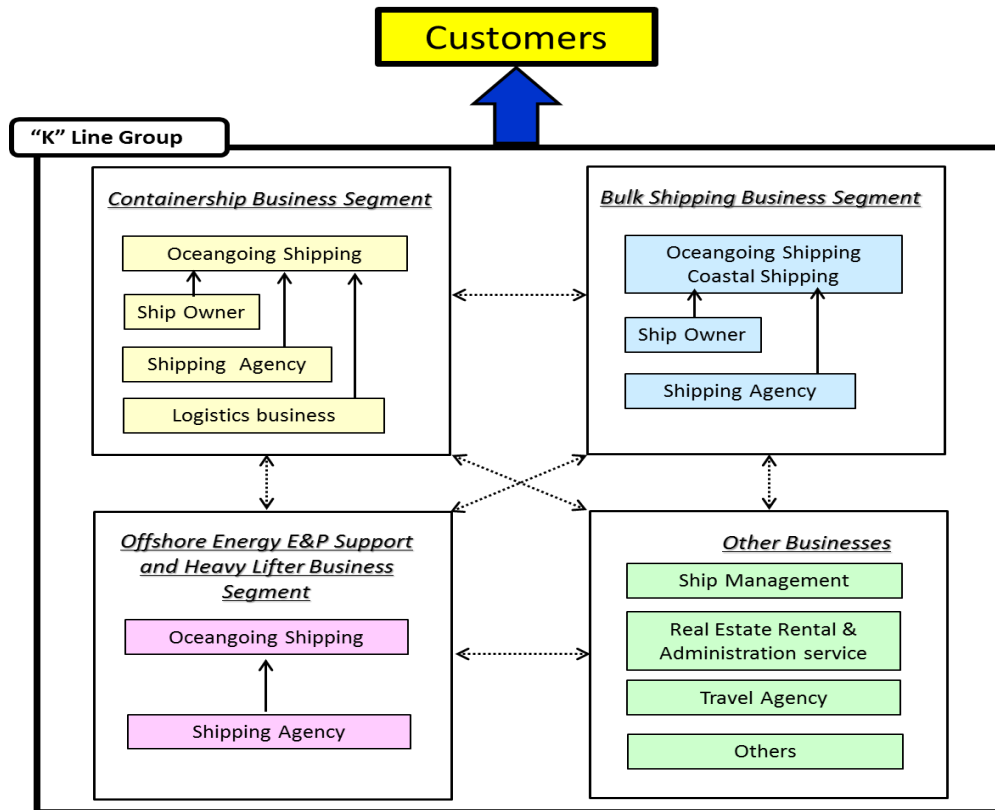 Customers
“K” Line Group
Containership Business Segment
Oceangoing Shipping
Ship Owner
Shipping Agency
Logistics business
Bulk Shipping Business Segment
Oceangoing Shipping
Coastal Shipping
Ship Owner
Shipping Agency
Offshore Energy E&P Support
and Heavy Lifter Business
Segment
Oceangoing Shipping
Shipping Agency
Other Businesses
Ship Management
Real Estate Rental &
Administration service
Travel Agency
Others